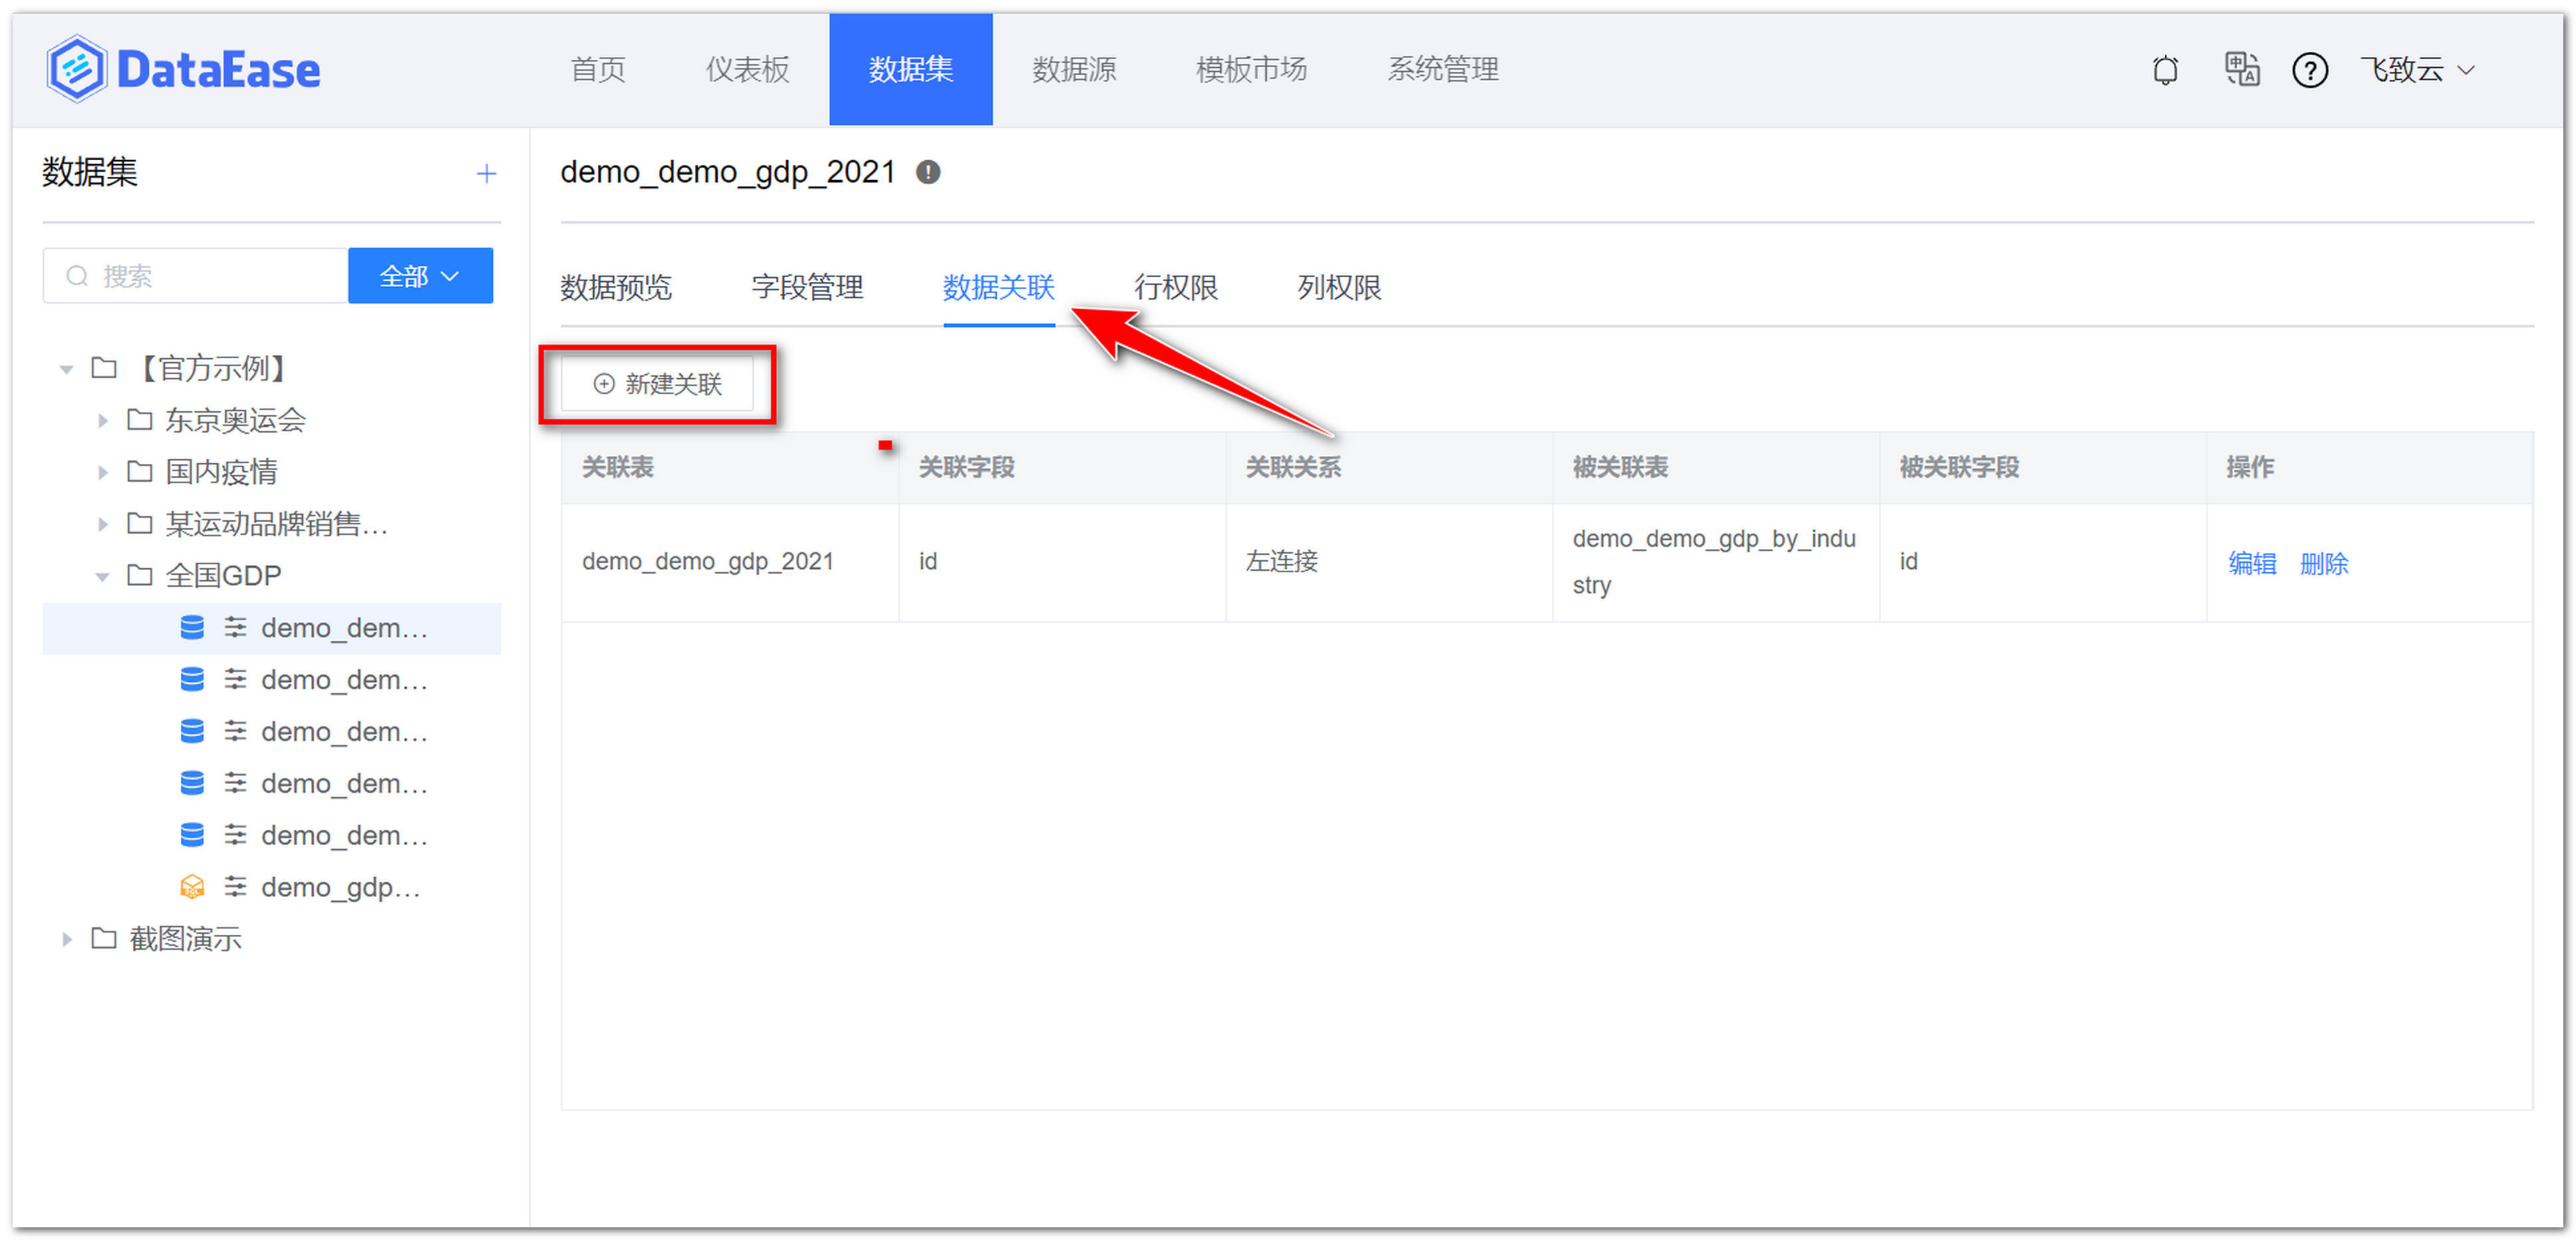 DataEase
首页 仪表板 数据集 数据源 模板市场 系统管理 飞致云
数据集
搜索 全部
【官方示例】
东京奥运会
国内疫情
某运动品牌销售...
全国GDP
demo_dem...
demo_dem...
demo_dem...
demo_dem...
demo_dem...
demo_gdp...
截图演示
demo_demo_gdp_2021
数据预览 字段管理 数据关联 行权限 列权限
新建关联
关联表 关联字段 关联关系 被关联表 被关联字段 操作
demo_demo_gdp_2021 id 左连接 demo_demo_gdp_by_indu
stry id 编辑 删除